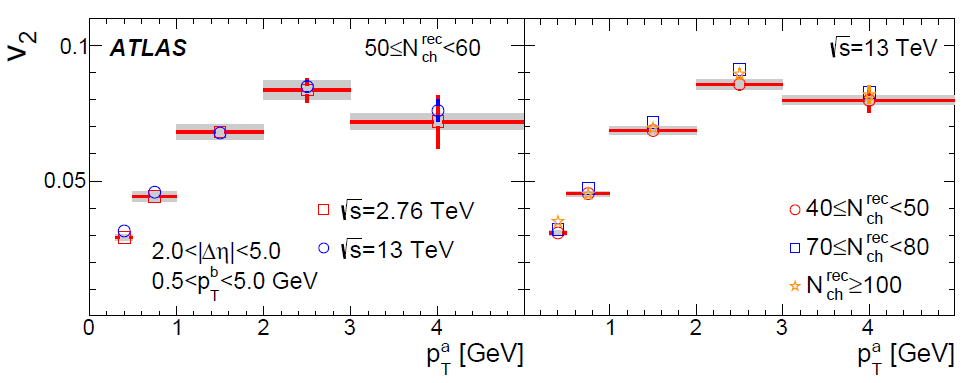 v₂
0.1
0.05
ATLAS
50≤N_ch^rec<60
√s=2.76 TeV
√s=13 TeV
2.0<|Δη|<5.0
0.5<p_T^b<5.0 GeV
0 1 2 3 4
p_T^a [GeV]
√s=13 TeV
40≤N_ch^rec<50
70≤N_ch^rec<80
N_ch^rec≥100
1 2 3 4
p_T^a [GeV]